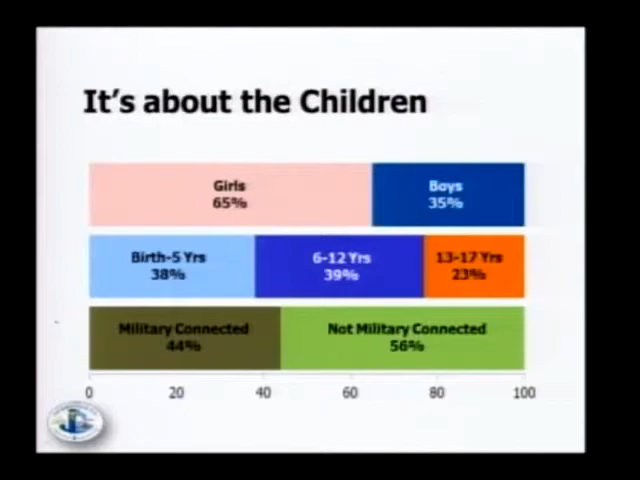 It's about the Children
Girls
65%
Boys
35%
Birth-5 Yrs
38%
6-12 Yrs
39%
13-17 Yrs
23%
Military Connected
44%
Not Military Connected
56%
0 20 40 60 80 100